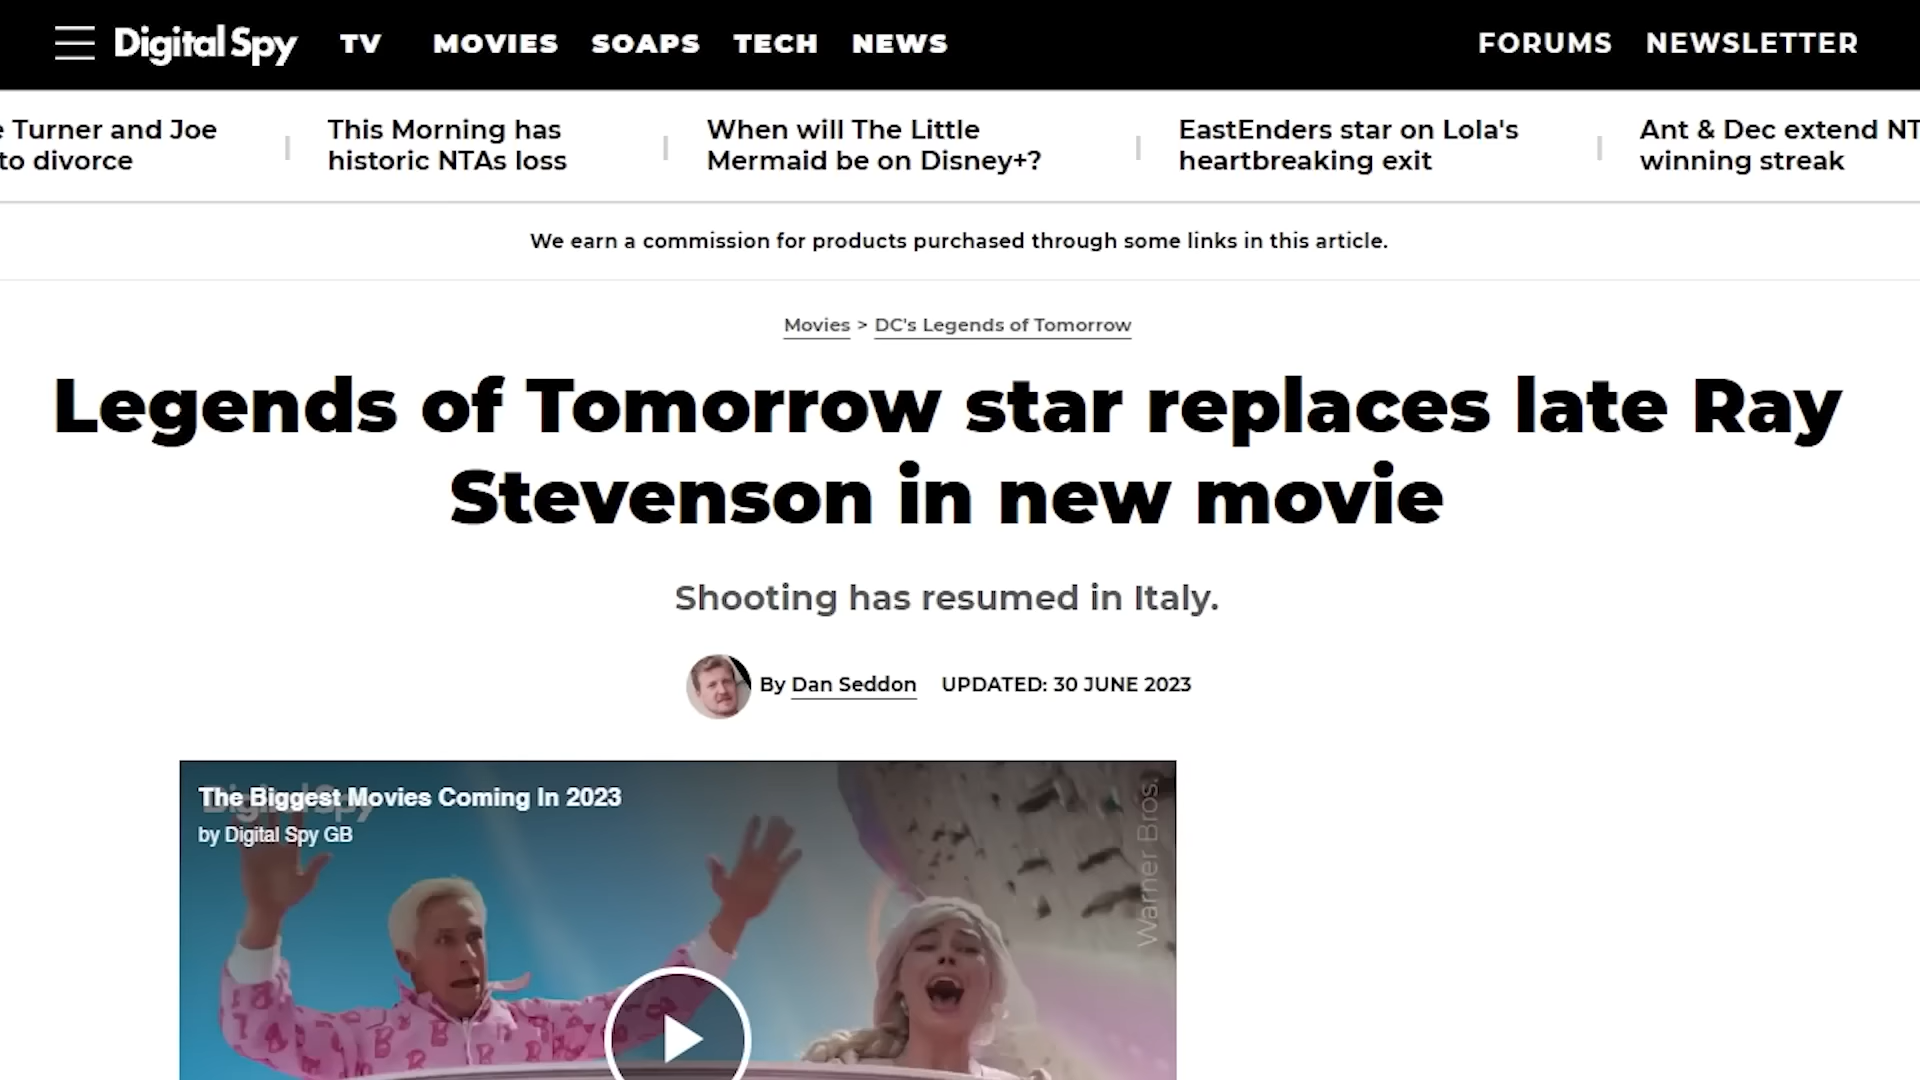 Digital Spy TV MOVIES SOAPS TECH NEWS FORUMS NEWSLETTER
Turner and Joe
to divorce
This Morning has
historic NTAs loss
When will The Little
Mermaid be on Disney+?
EastEnders star on Lola's
heartbreaking exit
Ant & Dec extend NT
winning streak
We earn a commission for products purchased through some links in this article.
Movies > DC's Legends of Tomorrow
Legends of Tomorrow star replaces late Ray
Stevenson in new movie
Shooting has resumed in Italy.
By Dan Seddon UPDATED: 30 JUNE 2023
The Biggest Movies Coming In 2023
Digital Spy
by Digital Spy GB
Warner Bros.